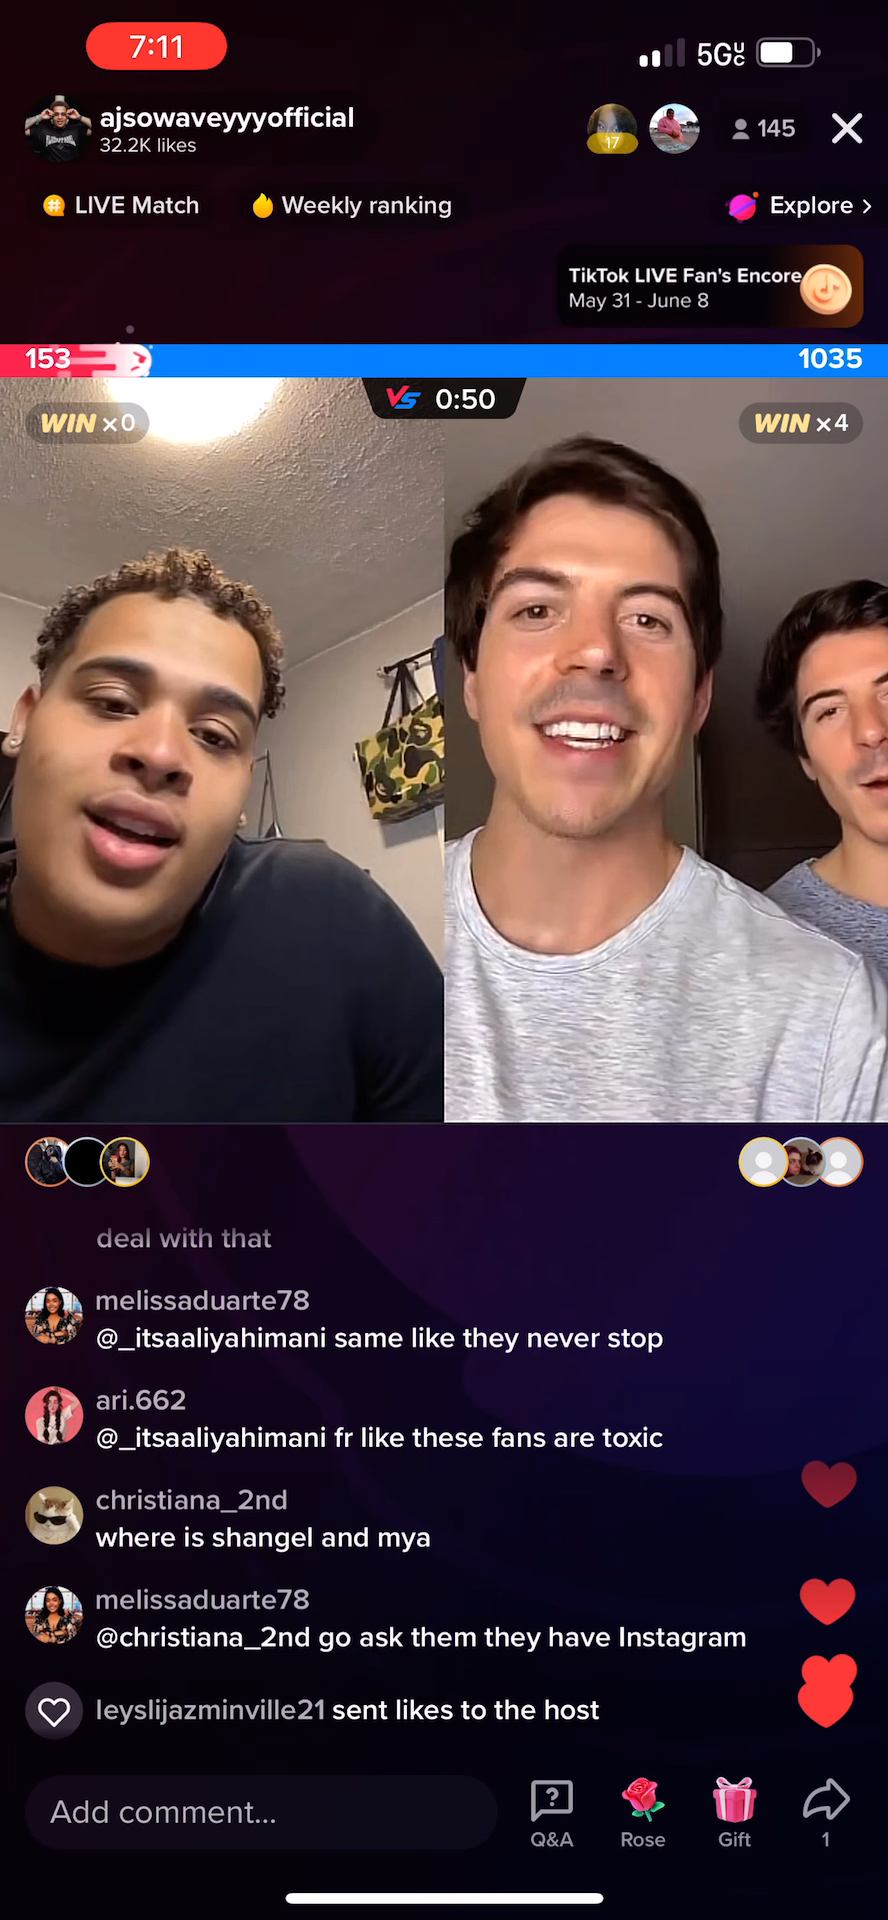 7:11
5G UC
ajsowaveyyyofficial
32.2K likes
17
145
LIVE Match
Weekly ranking
Explore >
TikTok LIVE Fan's Encore
May 31 - June 8
153
1035
VS 0:50
WIN x0
WIN x4
deal with that
melissaduarte78
@_itsaaliyahimani same like they never stop
ari.662
@_itsaaliyahimani fr like these fans are toxic
christiana_2nd
where is shangel and mya
melissaduarte78
@christiana_2nd go ask them they have Instagram
leyslijazminville21 sent likes to the host
Add comment...
Q&A
Rose
Gift
1